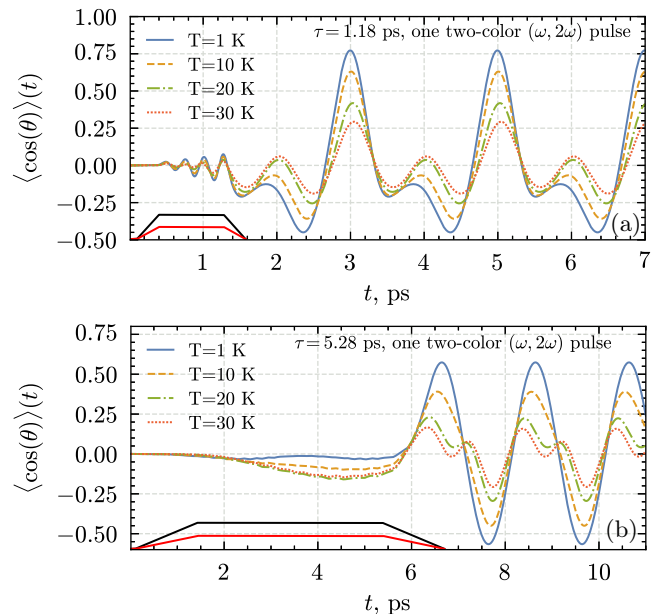 τ = 1.18 ps, one two-color (ω, 2ω) pulse
T=1 K
T=10 K
T=20 K
T=30 K
1.00
0.75
0.50
0.25
0.00
−0.25
−0.50
⟨cos(θ)⟩(t)
(a)
1 2 3 4 5 6 7
t, ps
τ = 5.28 ps, one two-color (ω, 2ω) pulse
T=1 K
T=10 K
T=20 K
T=30 K
0.75
0.50
0.25
0.00
−0.25
−0.50
⟨cos(θ)⟩(t)
(b)
2 4 6 8 10
t, ps